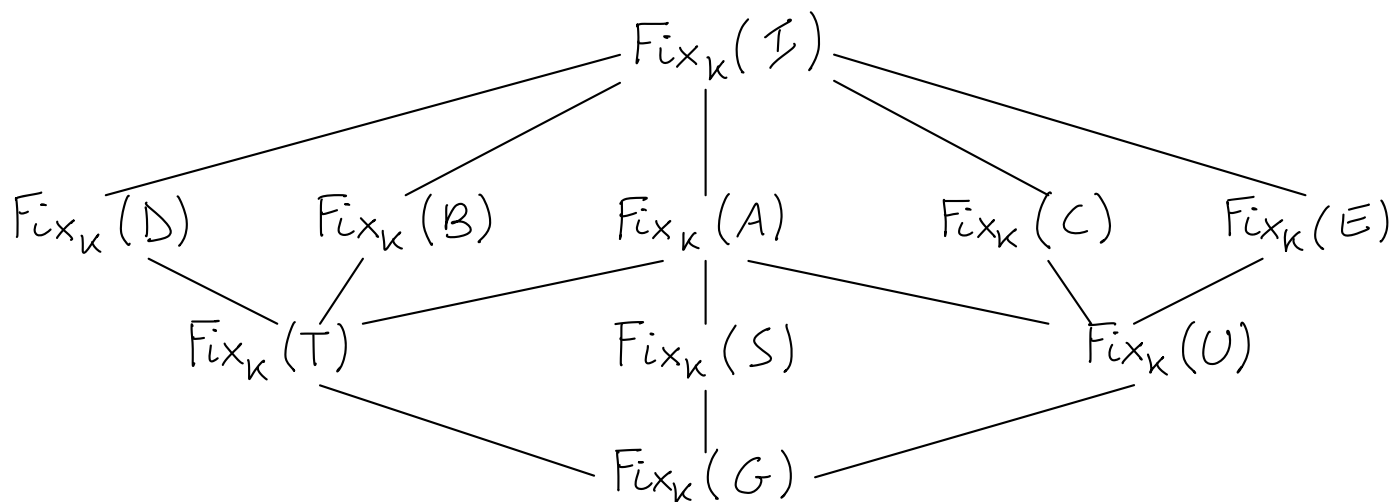 Fix_K(I)
Fix_K(D) Fix_K(B) Fix_K(A) Fix_K(C) Fix_K(E)
Fix_K(T) Fix_K(S) Fix_K(U)
Fix_K(G)